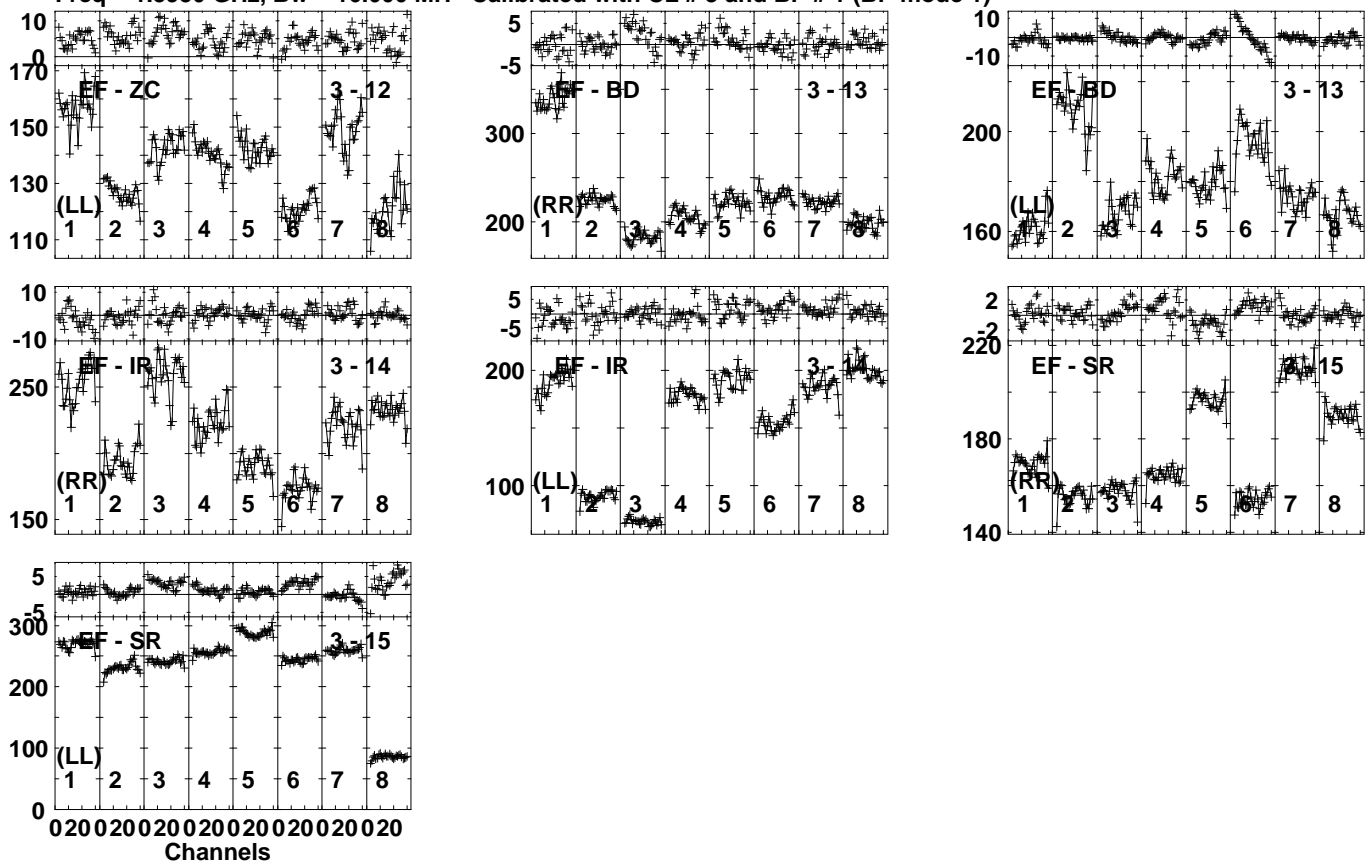 10
0
170
150
130
110
EF - ZC 3 - 12
(LL)
1 2 3 4 5 6 7 8
5
-5
300
200
EF - BD 3 - 13
(RR)
1 2 3 4 5 6 7 8
10
-10
200
160
EF - BD 3 - 13
(LL)
1 2 3 4 5 6 7 8
10
-10
250
150
EF - IR 3 - 14
(RR)
1 2 3 4 5 6 7 8
5
-5
200
100
EF - IR 3 - 14
(LL)
1 2 3 4 5 6 7 8
2
-2
220
180
140
EF - SR 3 - 15
(RR)
1 2 3 4 5 6 7 8
5
-5
300
200
100
0
EF - SR 3 - 15
(LL)
1 2 3 4 5 6 7 8
0 20 0 20 0 20 0 20 0 20 0 20 0 20 0 20
Channels